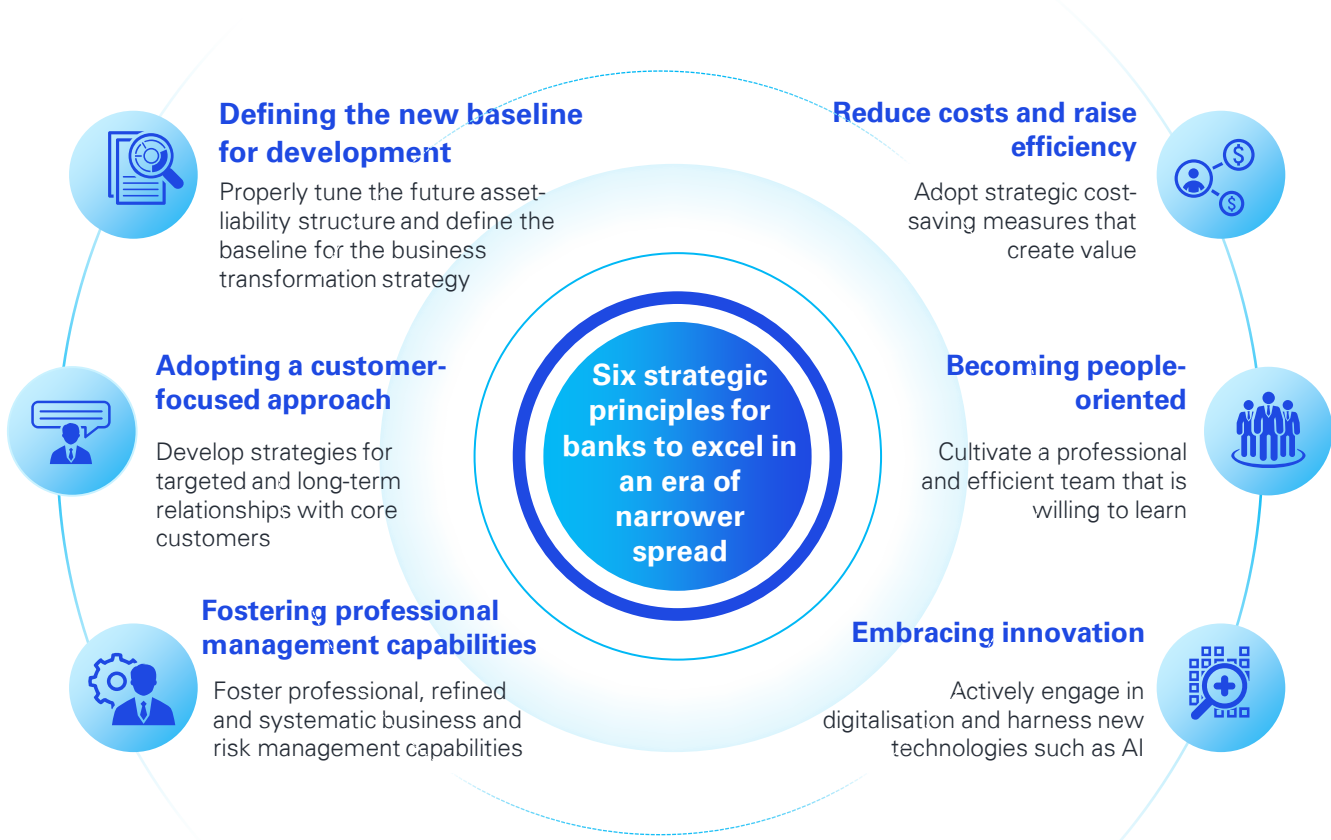 Defining the new baseline
for development
Properly tune the future asset-
liability structure and define the
baseline for the business
transformation strategy
Adopting a customer-
focused approach
Develop strategies for
targeted and long-term
relationships with core
customers
Fostering professional
management capabilities
Foster professional, refined
and systematic business and
risk management capabilities
Six strategic
principles for
banks to excel in
an era of
narrower
spread
Reduce costs and raise
efficiency
Adopt strategic cost-
saving measures that
create value
Becoming people-
oriented
Cultivate a professional
and efficient team that is
willing to learn
Embracing innovation
Actively engage in
digitalisation and harness new
technologies such as AI